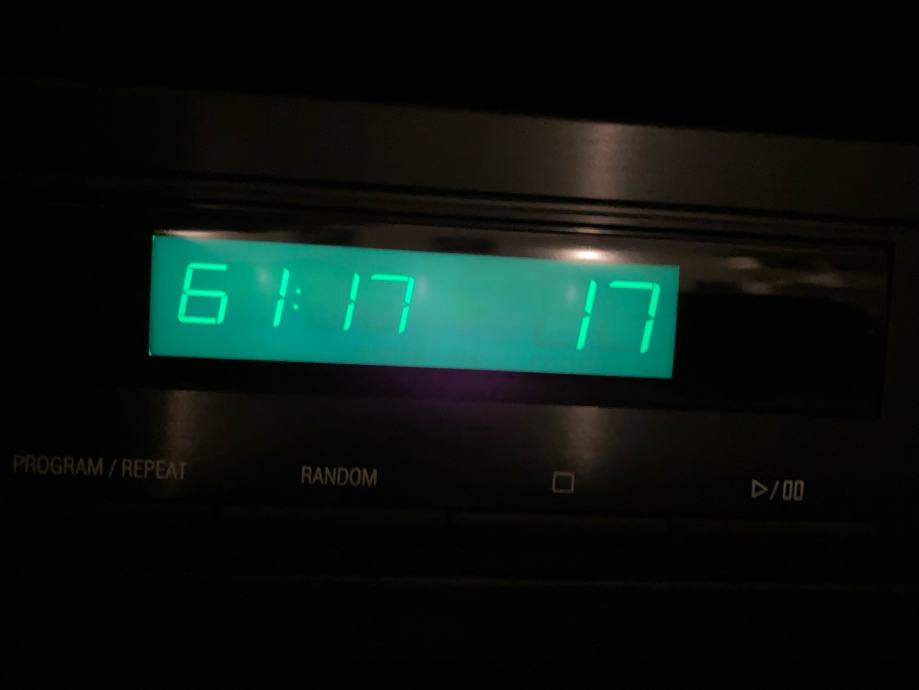 61:17 17
PROGRAM / REPEAT RANDOM